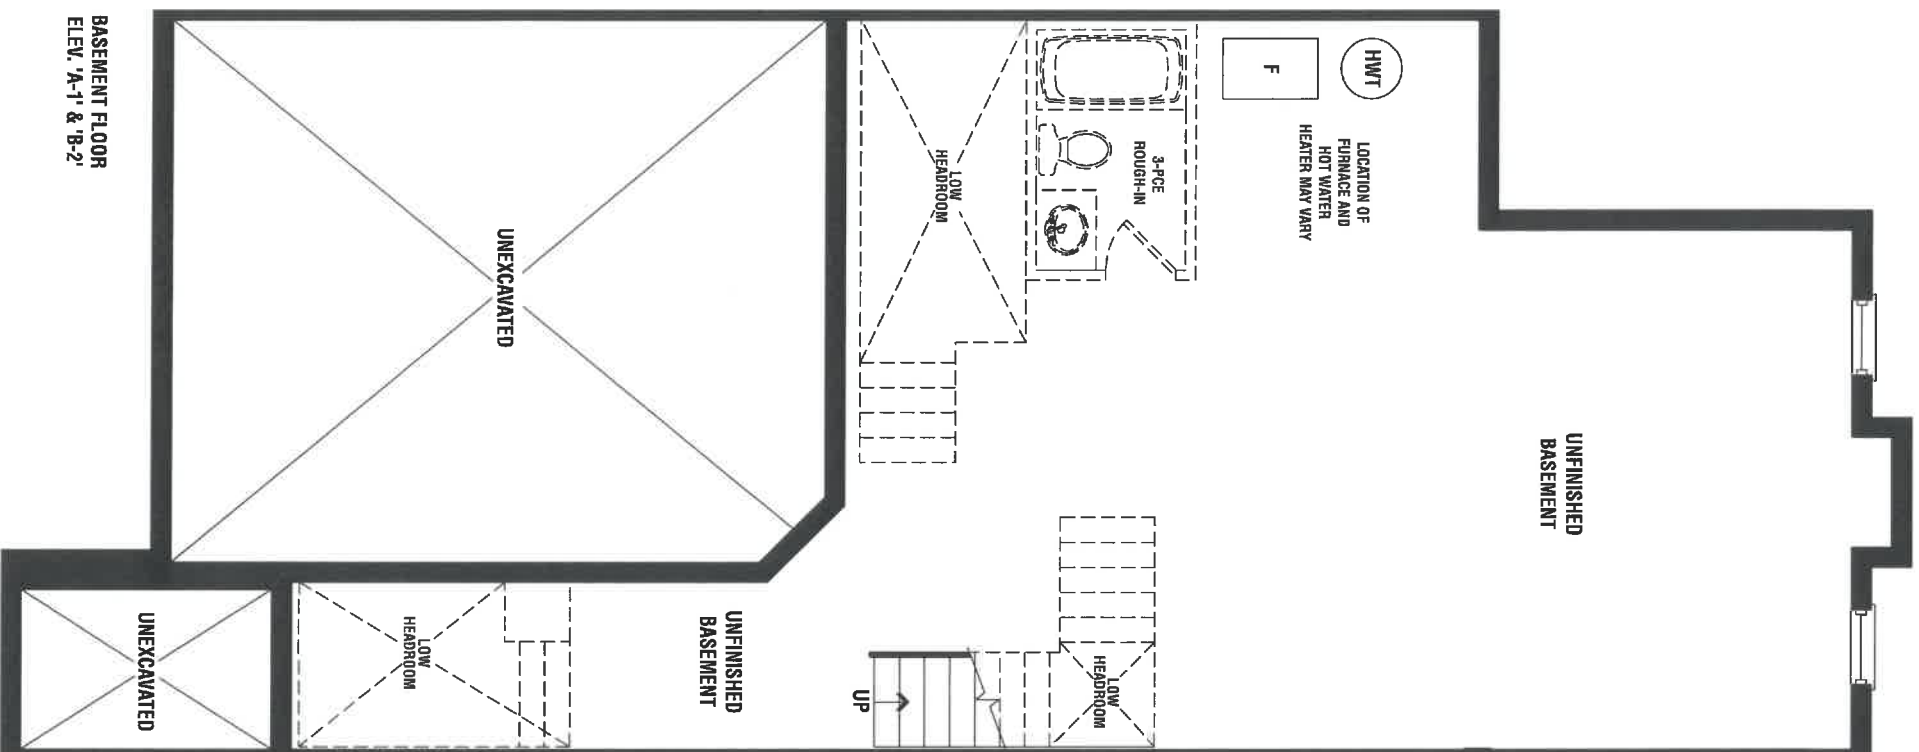 BASEMENT FLOOR
ELEV. 'A-1' & 'B-2'
HWT
F
LOCATION OF
FURNACE AND
HOT WATER
HEATER MAY VARY
3-PCE
ROUGH-IN
LOW
HEADROOM
UNEXCAVATED
UNFINISHED
BASEMENT
LOW
HEADROOM
UP
UNFINISHED
BASEMENT
LOW
HEADROOM
UNEXCAVATED